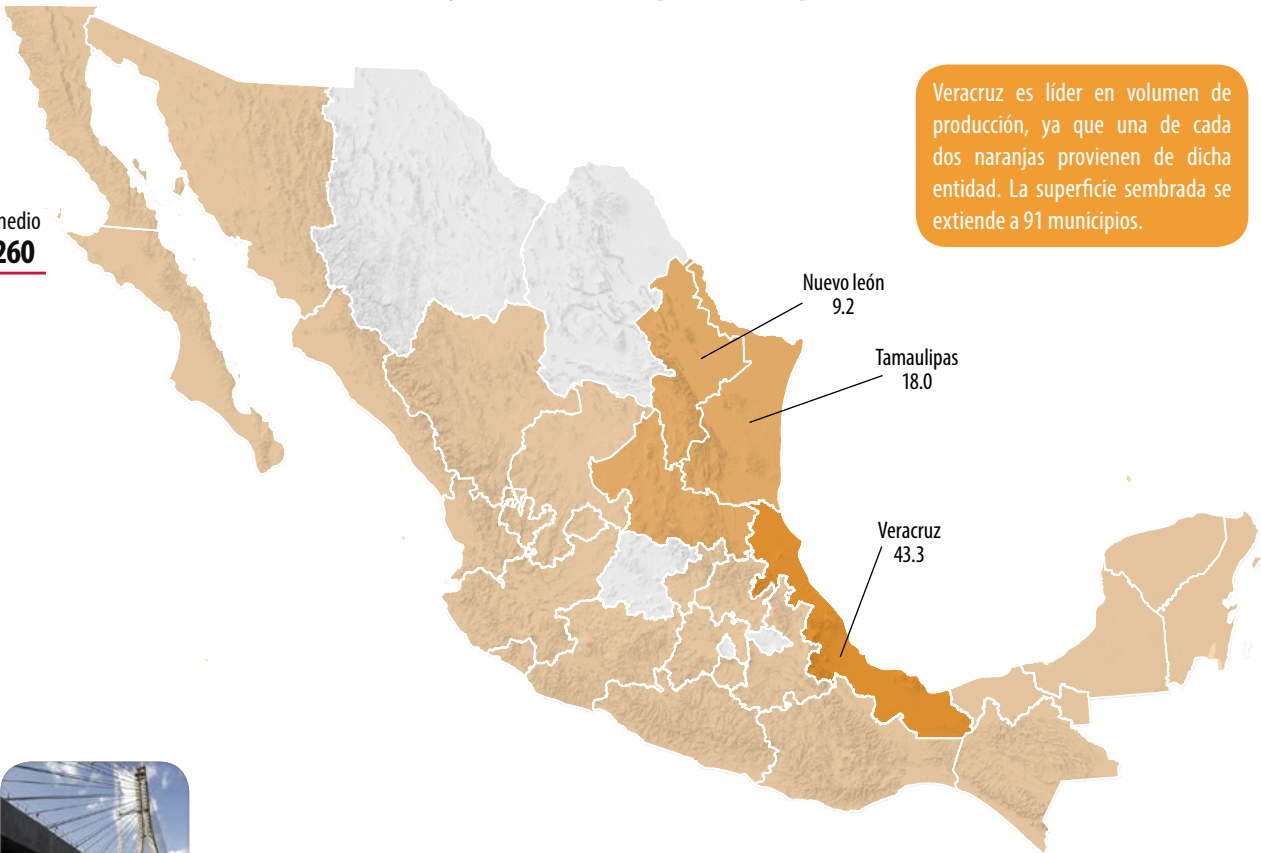 Veracruz es líder en volumen de
producción, ya que una de cada
dos naranjas provienen de dicha
entidad. La superficie sembrada se
extiende a 91 municipios.
260
Nuevo león
9.2
Tamaulipas
18.0
Veracruz
43.3